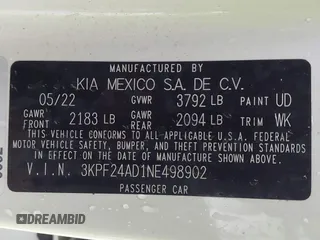 MANUFACTURED BY
KIA MEXICO S.A. DE C.V.
05/22 GVWR 3792 LB PAINT UD
GAWR FRONT 2183 LB GAWR REAR 2094 LB TRIM WK
THIS VEHICLE CONFORMS TO ALL APPLICABLE U.S.A. FEDERAL
MOTOR VEHICLE SAFETY, BUMPER, AND THEFT PREVENTION
STANDARDS IN EFFECT ON THE DATE OF MANUFACTURE
SHOWN ABOVE.
V.I.N. 3KPF24AD1NE498902
PASSENGER CAR
DREAMBID